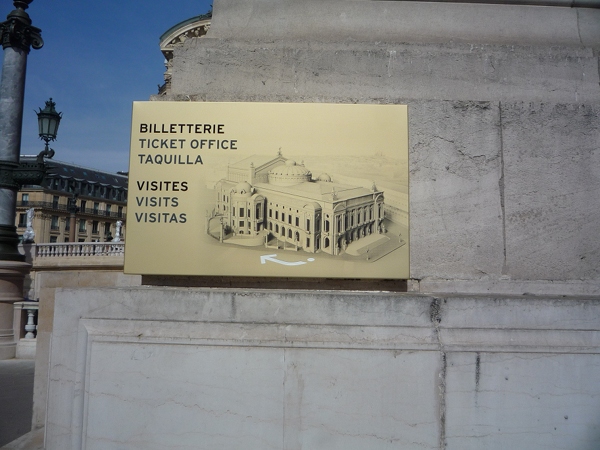 BILLETTERIE
TICKET OFFICE
TAQUILLA
VISITES
VISITS
VISITAS